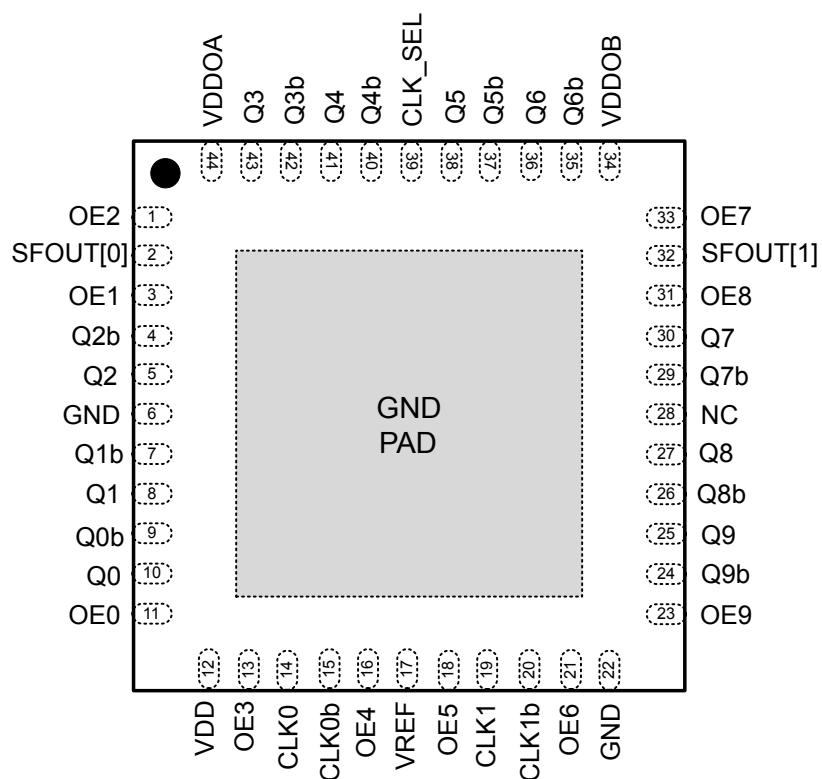 VDDOA
Q3
Q3b
Q4
Q4b
CLK_SEL
Q5
Q5b
Q6
Q6b
VDDOB
44
43
42
41
40
39
38
37
36
35
34
OE2 1
SFOUT[0] 2
OE1 3
Q2b 4
Q2 5
GND 6
Q1b 7
Q1 8
Q0b 9
Q0 10
OE0 11
GND
PAD
33 OE7
32 SFOUT[1]
31 OE8
30 Q7
29 Q7b
28 NC
27 Q8
26 Q8b
25 Q9
24 Q9b
23 OE9
12
13
14
15
16
17
18
19
20
21
22
VDD
OE3
CLK0
CLK0b
OE4
VREF
OE5
CLK1
CLK1b
OE6
GND